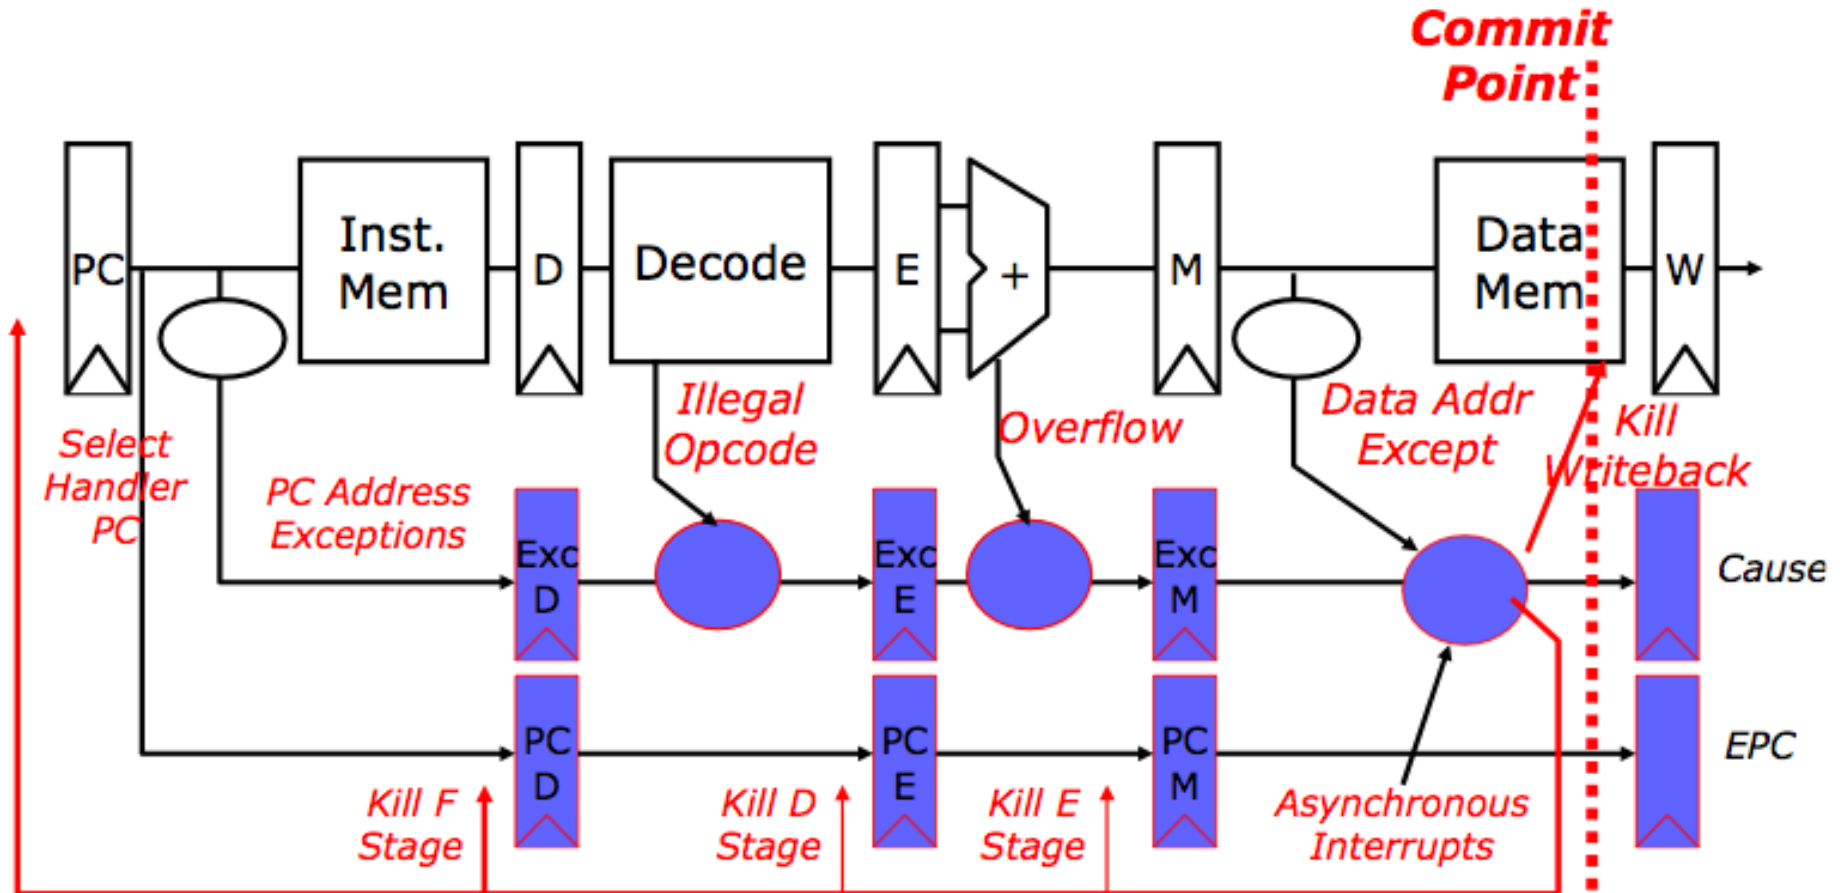 Commit
Point
PC
Inst.
Mem
D
Decode
E
+
M
Data
Mem
W
Select
Handler
PC
PC Address
Exceptions
Illegal
Opcode
Overflow
Data Addr
Except
Kill
Writeback
Exc
D
Exc
E
Exc
M
Cause
PC
D
PC
E
PC
M
EPC
Kill F
Stage
Kill D
Stage
Kill E
Stage
Asynchronous
Interrupts